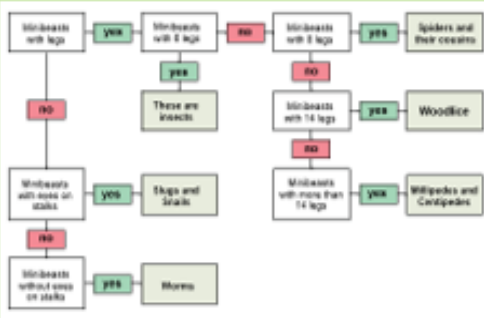 Minibeasts
with legs
yes
Minibeasts
with 6 legs
no
Minibeasts
with 8 legs
yes
Spiders and
their cousins
yes
These are
insects
no
Minibeasts
with 14 legs
yes
Woodlice
no
no
Minibeasts
with more than
14 legs
yes
Millipedes and
Centipedes
Minibeasts
with eyes on
stalks
yes
Slugs and
Snails
no
Minibeasts
without eyes
on stalks
yes
Worms